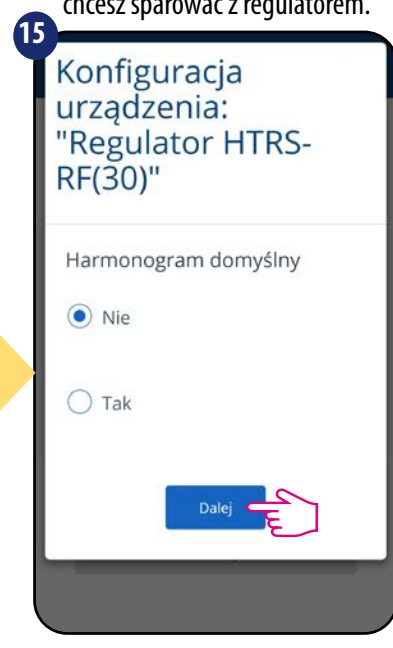 chcesz sparować z regulatorem.
15
Konfiguracja
urządzenia:
"Regulator HTRS-
RF(30)"
Harmonogram domyślny
Nie
Tak
Dalej